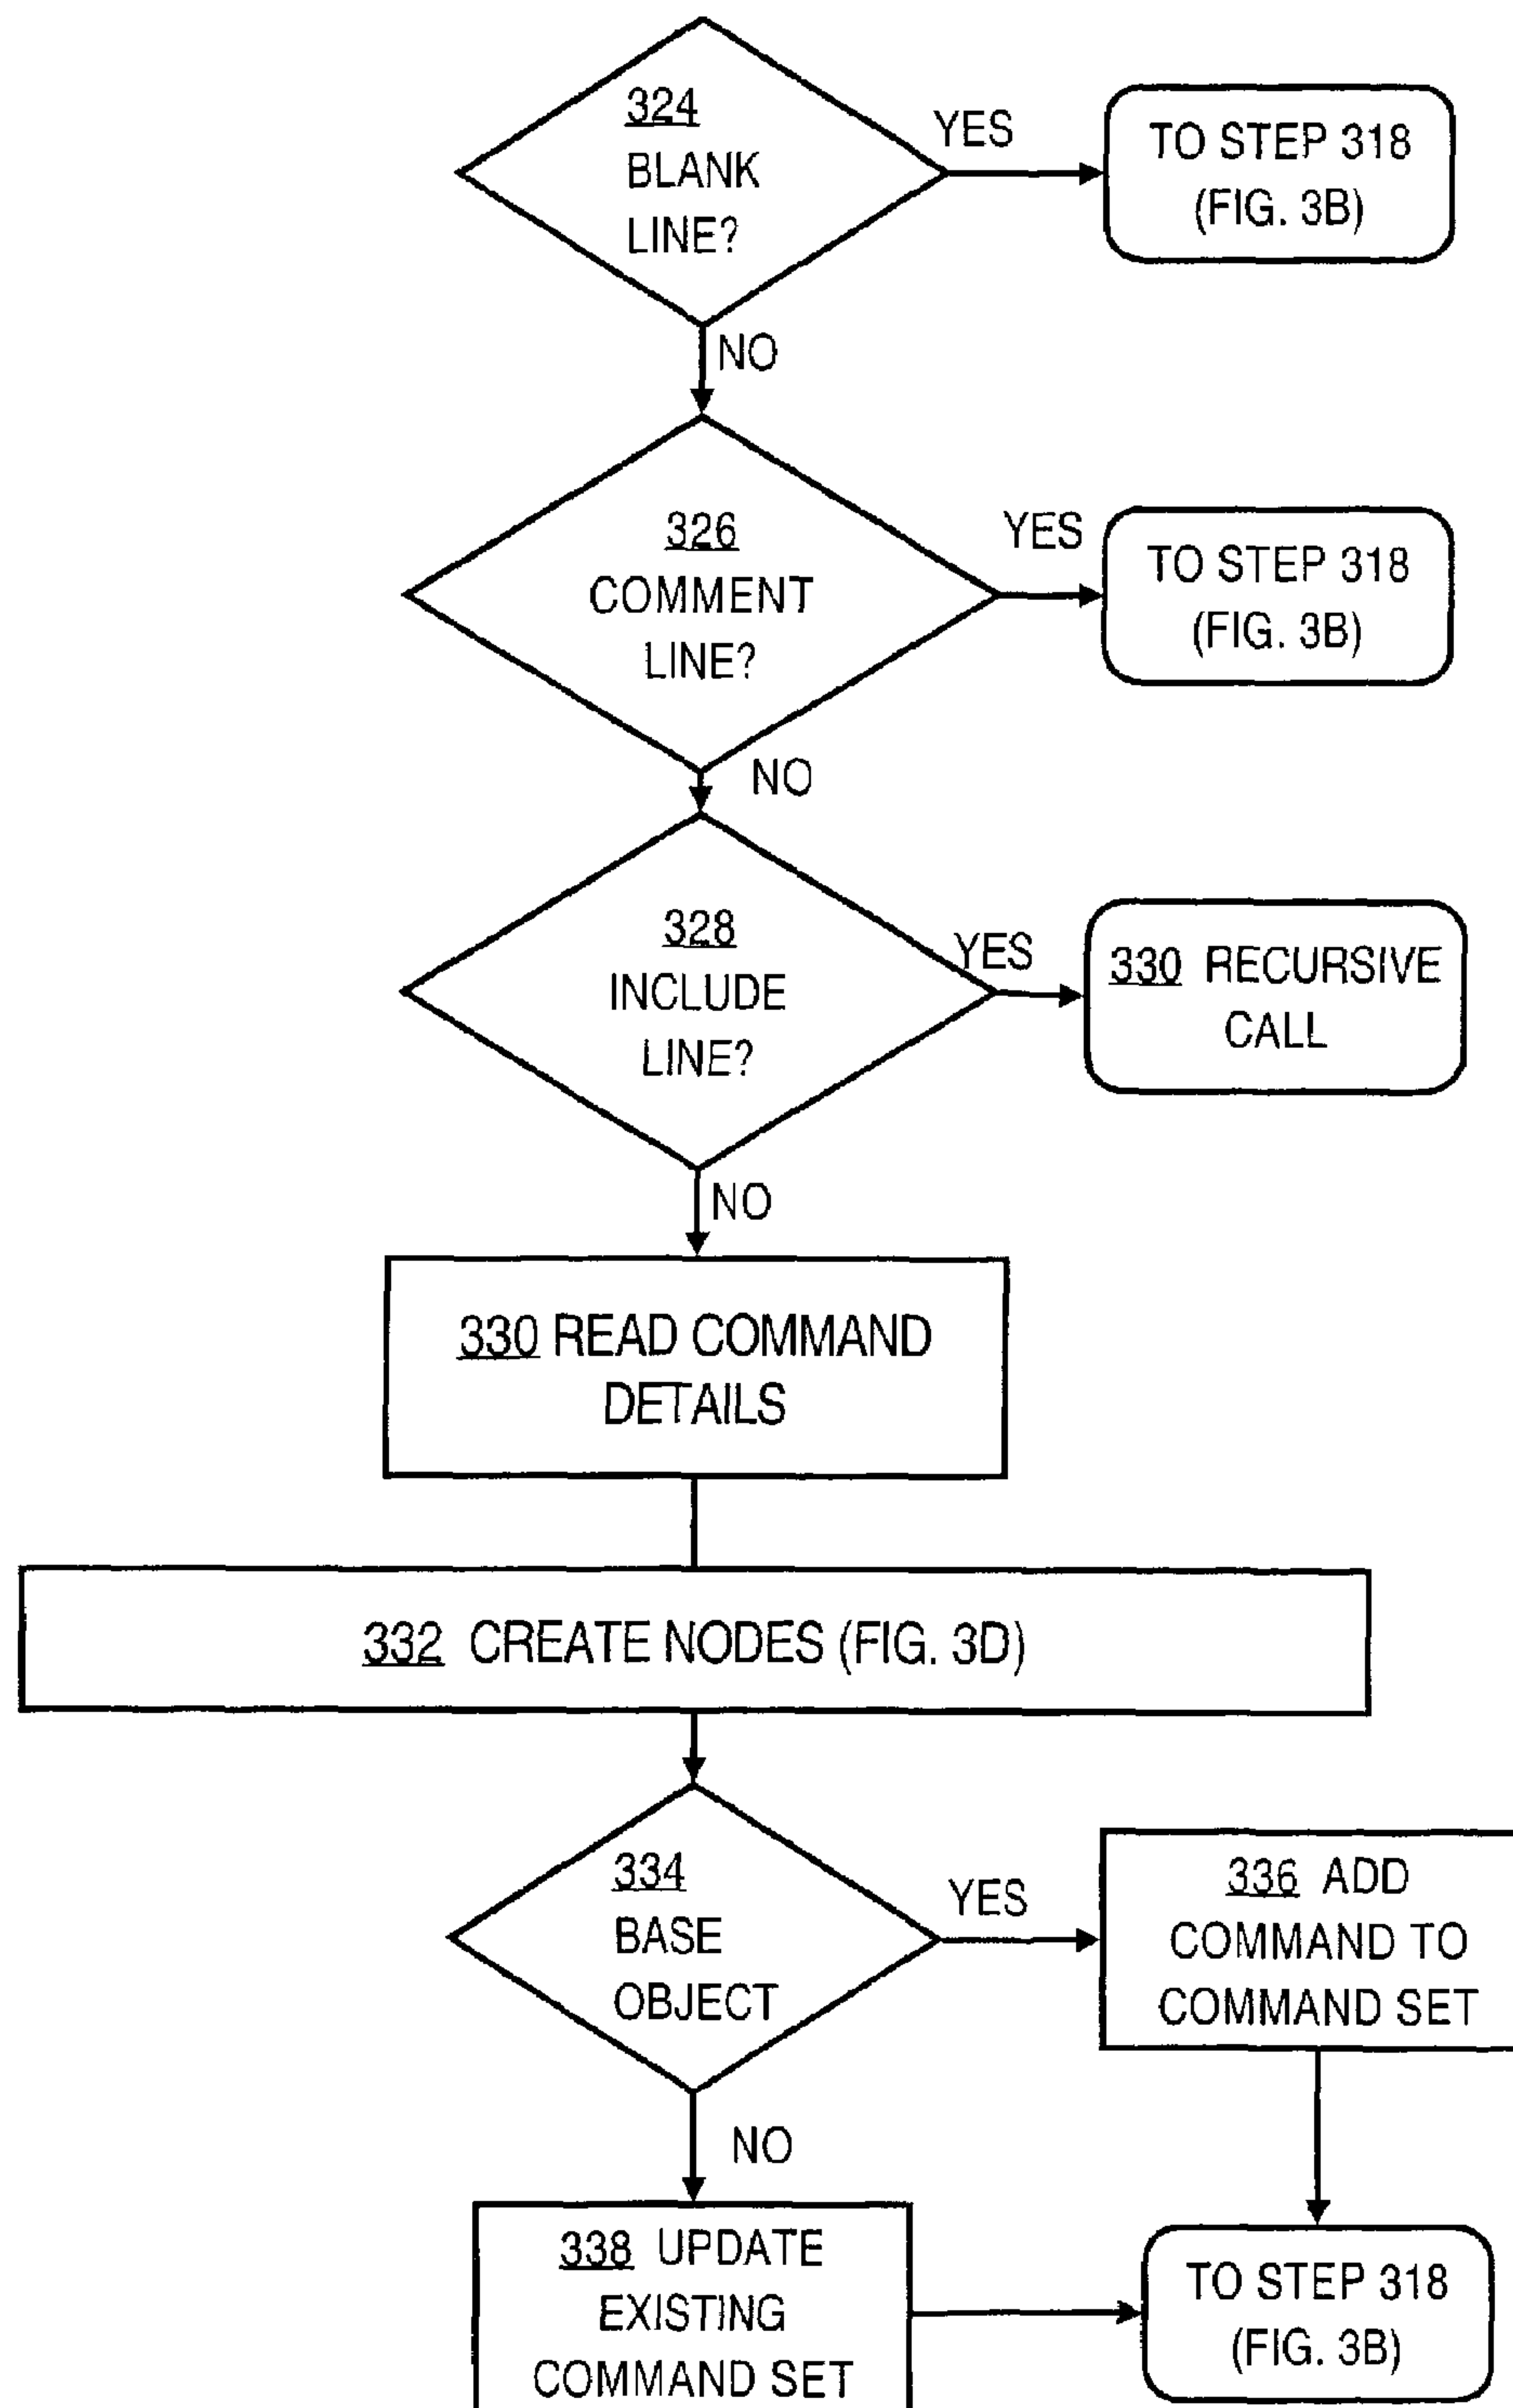 324
BLANK
LINE?
YES
TO STEP 318
(FIG. 3B)
NO
326
COMMENT
LINE?
YES
TO STEP 318
(FIG. 3B)
NO
328
INCLUDE
LINE?
YES
330 RECURSIVE
CALL
NO
330 READ COMMAND
DETAILS
332 CREATE NODES (FIG. 3D)
334
BASE
OBJECT
YES
336 ADD
COMMAND TO
COMMAND SET
NO
338 UPDATE
EXISTING
COMMAND SET
TO STEP 318
(FIG. 3B)